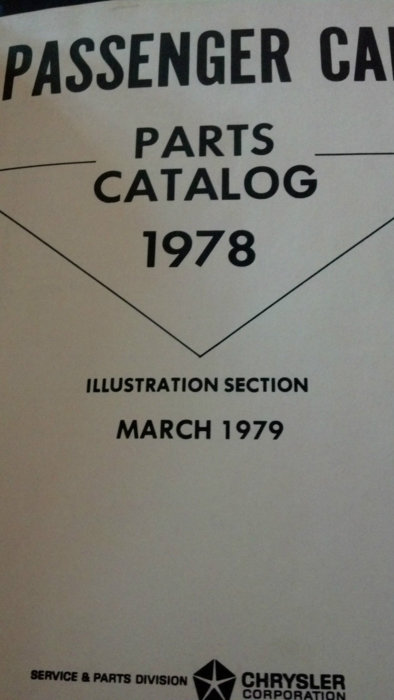 PASSENGER CA
PARTS
CATALOG
1978
ILLUSTRATION SECTION
MARCH 1979
SERVICE & PARTS DIVISION
CHRYSLER
CORPORATION